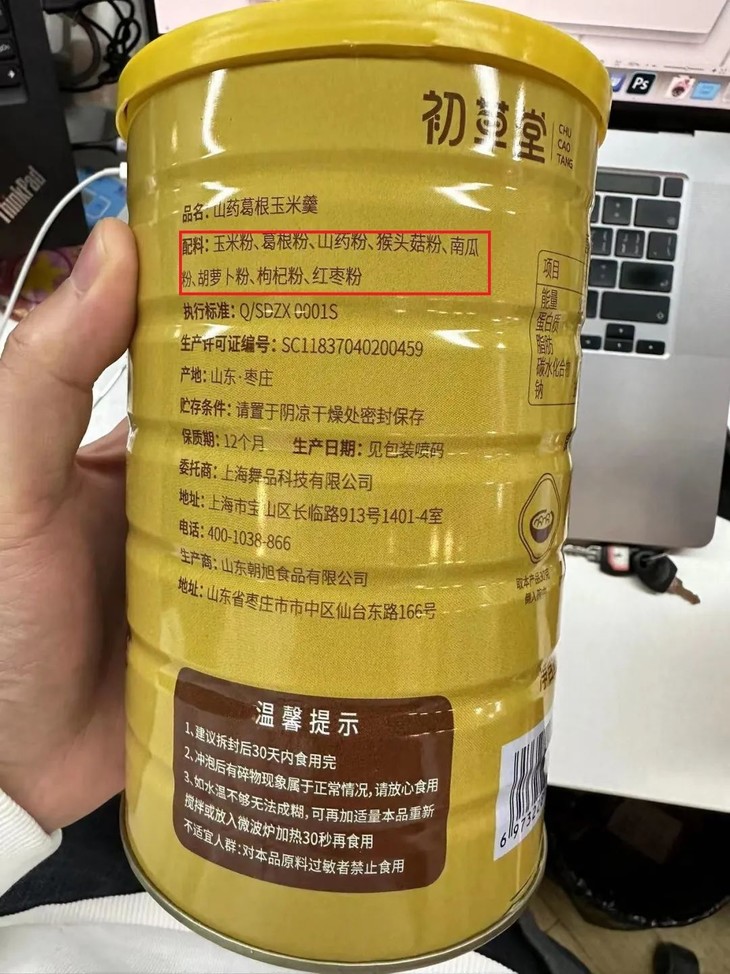 初草堂
CHU
CAO
TANG
品名: 山药葛根玉米羹
配料: 玉米粉、葛根粉、山药粉、猴头菇粉、南瓜
粉、胡萝卜粉、枸杞粉、红枣粉
执行标准: Q/SDZX 0001S
生产许可证编号: SC11837040200459
产地: 山东·枣庄
贮存条件: 请置于阴凉干燥处密封保存
保质期: 12个月 生产日期: 见包装喷码
委托商: 上海舞品科技有限公司
地址: 上海市宝山区长临路913号1401-4室
电话: 400-1038-866
生产商: 山东朝旭食品有限公司
地址: 山东省枣庄市市中区仙台东路166号
项目
能量
蛋白质
脂肪
碳水化合物
钠
温馨提示
1、建议拆封后30天内食用完
2、冲泡后有碎物现象属于正常情况,请放心食用
3、如水温不够无法成糊,可再加适量本品重新
搅拌或放入微波炉加热30秒再食用
不适宜人群: 对本品原料过敏者禁止食用
ThinkPad
Ps